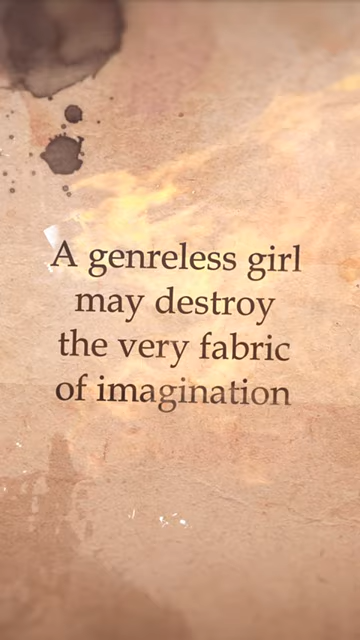 A genreless girl
may destroy
the very fabric
of imagination